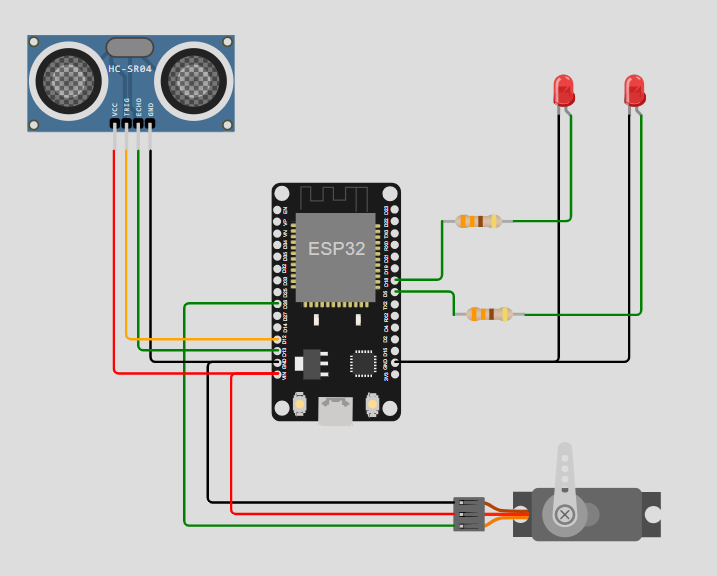 HC-SR04
VCC
TRIG
ECHO
GND
ESP32
EN
VP
VN
D34
D35
D32
D33
D25
D26
D27
D14
D12
D13
GND
VIN
D23
D22
TX0
RX0
D21
D19
D18
D5
TX2
RX2
D4
D2
D15
GND
3V3